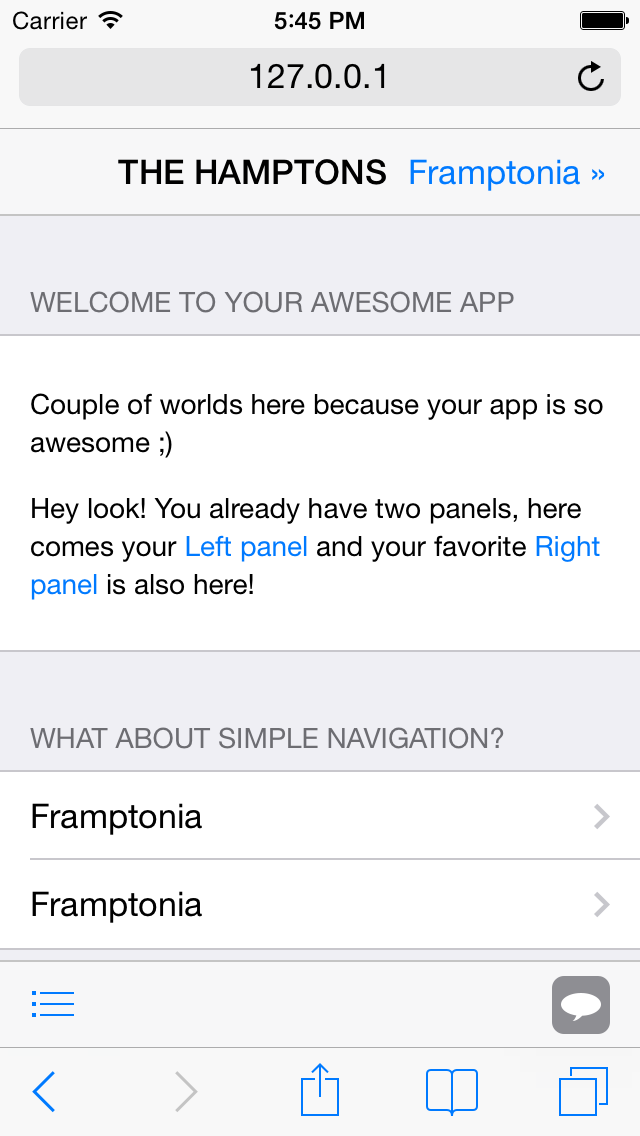 Carrier 5:45 PM
127.0.0.1
THE HAMPTONS Framptonia »
WELCOME TO YOUR AWESOME APP
Couple of worlds here because your app is so
awesome ;)
Hey look! You already have two panels, here
comes your Left panel and your favorite Right
panel is also here!
WHAT ABOUT SIMPLE NAVIGATION?
Framptonia
Framptonia